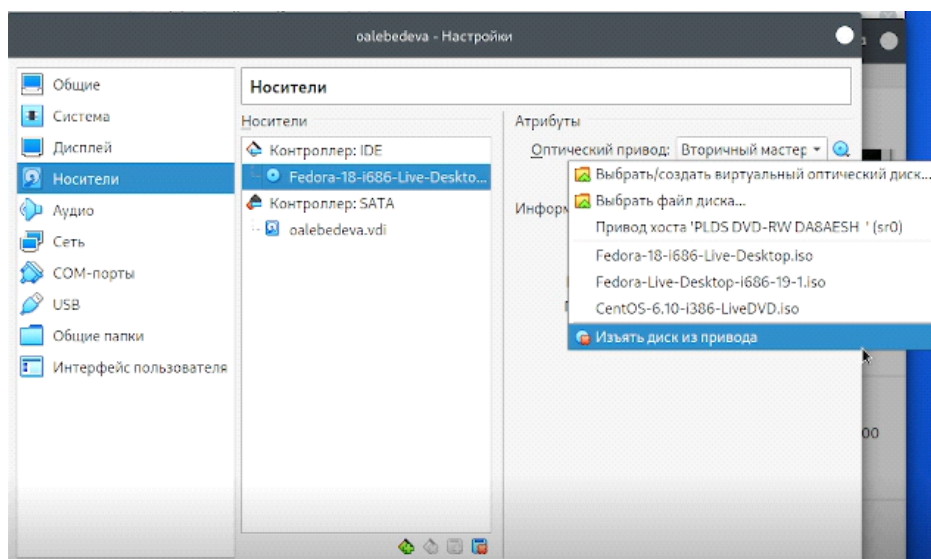 oalebedeva - Настройки
Общие
Система
Дисплей
Носители
Аудио
Сеть
COM-порты
USB
Общие папки
Интерфейс пользователя
Носители
Носители
Контроллер: IDE
Fedora-18-i686-Live-Deskto...
Контроллер: SATA
oalebedeva.vdi
Атрибуты
Оптический привод: Вторичный мастер
Информ
Выбрать/создать виртуальный оптический диск...
Выбрать файл диска...
Привод хоста 'PLDS DVD-RW DA8AESH ' (sr0)
Fedora-18-i686-Live-Desktop.iso
Fedora-Live-Desktop-i686-19-1.iso
CentOS-6.10-i386-LiveDVD.iso
Изъять диск из привода
00